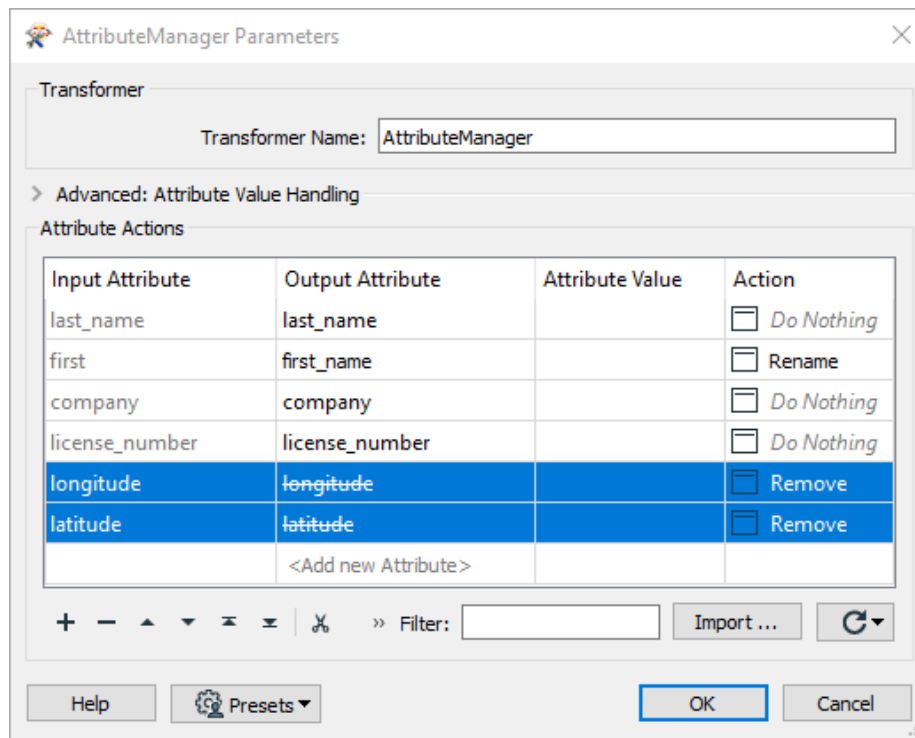 AttributeManager Parameters
Transformer
Transformer Name: AttributeManager
Advanced: Attribute Value Handling
Attribute Actions
Input Attribute Output Attribute Attribute Value Action
last_name last_name Do Nothing
first first_name Rename
company company Do Nothing
license_number license_number Do Nothing
longitude longitude Remove
latitude latitude Remove
<Add new Attribute>
Filter: Import ...
Help Presets OK Cancel